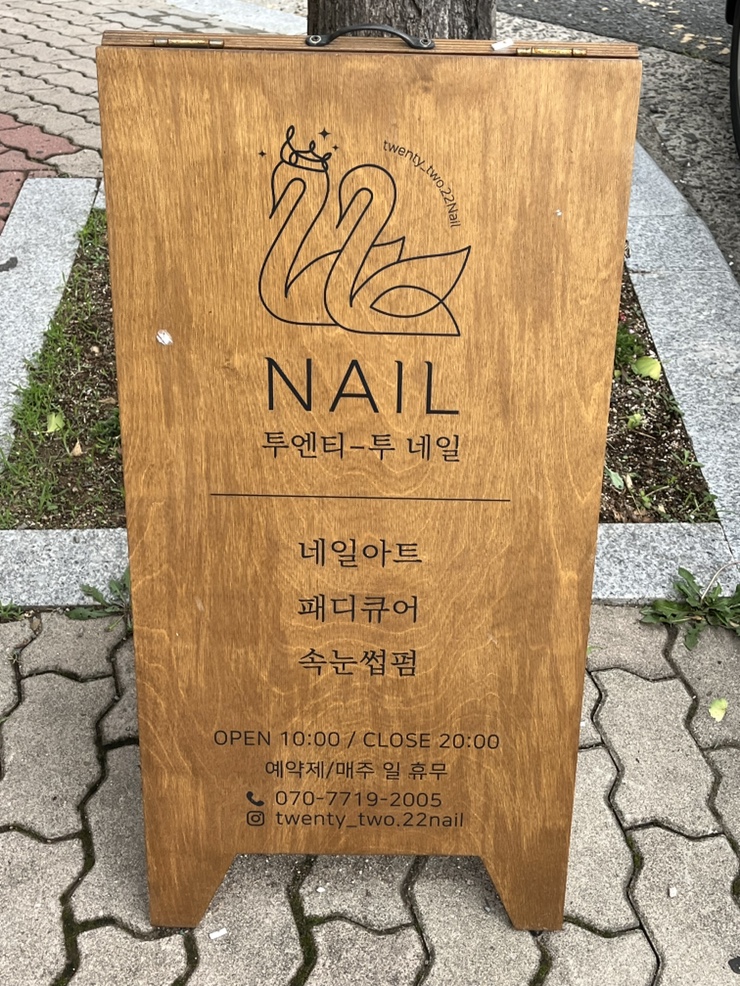 twenty_two.22Nail
NAIL
투엔티-투 네일
네일아트
패디큐어
속눈썹펌
OPEN 10:00 / CLOSE 20:00
예약제/매주 일 휴무
070-7719-2005
twenty_two.22nail